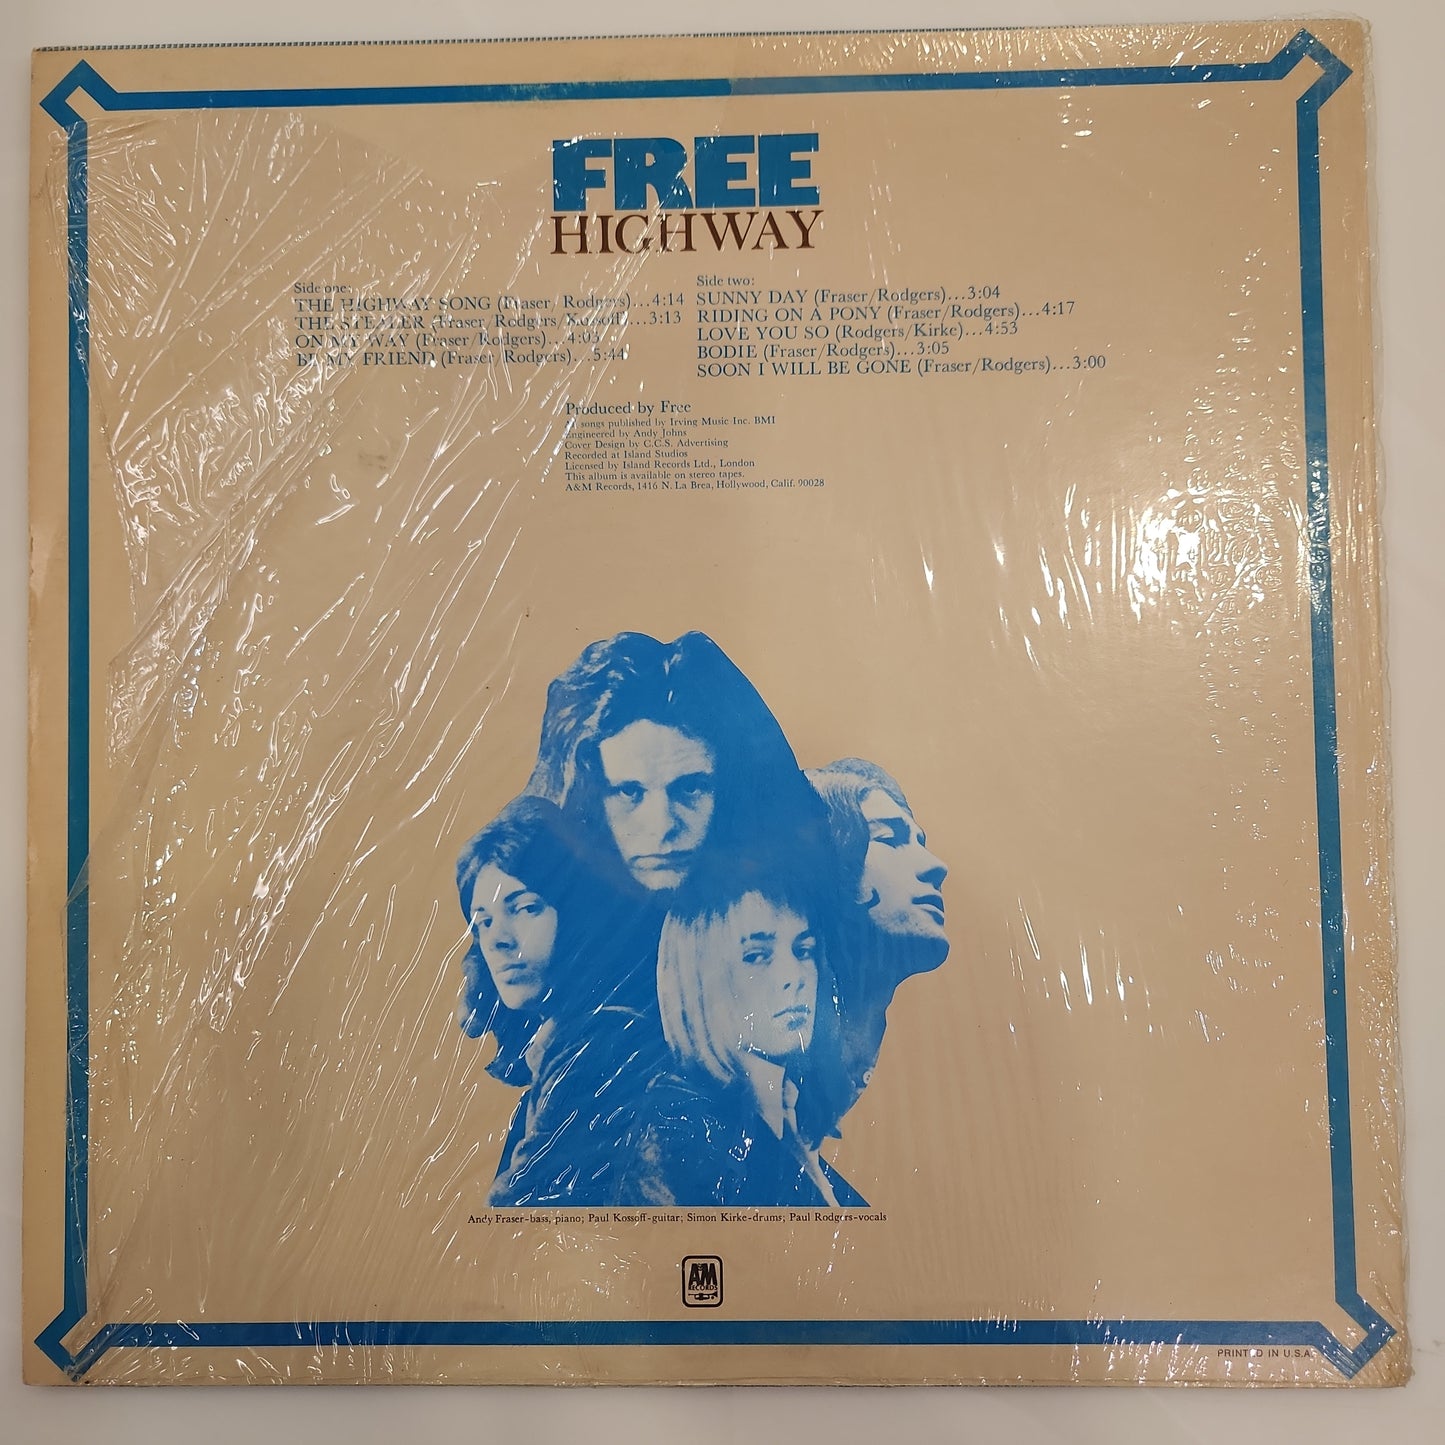 FREE
HIGHWAY
Side one:
THE HIGHWAY SONG (Fraser/Rodgers)...4:14
THE STEALER (Fraser/Rodgers/Kossoff)...3:13
ON MY WAY (Fraser/Rodgers)...4:03
BE MY FRIEND (Fraser/Rodgers)...5:44
Side two:
SUNNY DAY (Fraser/Rodgers)...3:04
RIDING ON A PONY (Fraser/Rodgers)...4:17
LOVE YOU SO (Rodgers/Kirke)...4:53
BODIE (Fraser/Rodgers)...3:05
SOON I WILL BE GONE (Fraser/Rodgers)...3:00
Produced by Free
All songs published by Irving Music Inc. BMI
Engineered by Andy Johns
Cover Design by C.C.S. Advertising
Recorded at Island Studios
Licensed by Island Records Ltd., London
This album is available on stereo tapes.
A&M Records, 1416 N. La Brea, Hollywood, Calif. 90028
Andy Fraser-bass, piano; Paul Kossoff-guitar; Simon Kirke-drums; Paul Rodgers-vocals
A&M
RECORDS
PRINTED IN U.S.A.